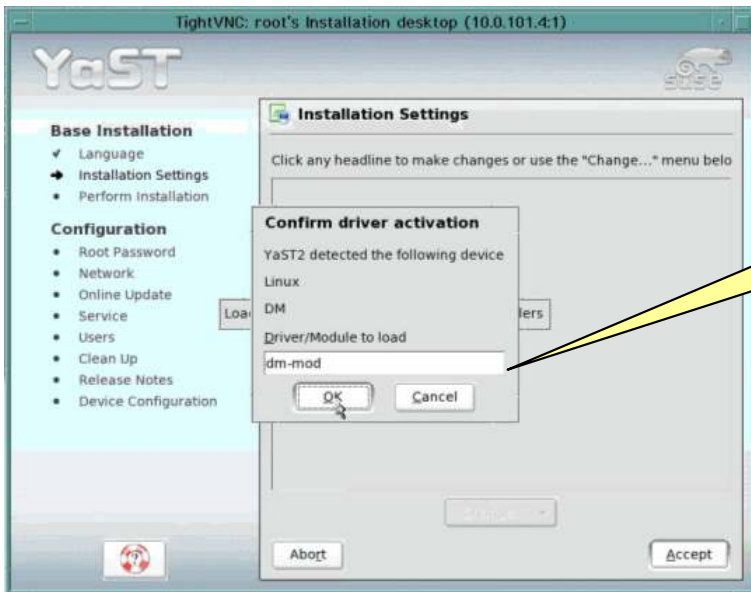 TightVNC: root's Installation desktop (10.0.101.4:1)
YaST
suse
Base Installation
Language
Installation Settings
Perform Installation
Configuration
Root Password
Network
Online Update
Service
Users
Clean Up
Release Notes
Device Configuration
Installation Settings
Click any headline to make changes or use the "Change..." menu belo
Loa
lers
Confirm driver activation
YaST2 detected the following device
Linux
DM
Driver/Module to load
dm-mod
OK
Cancel
Abort
Accept